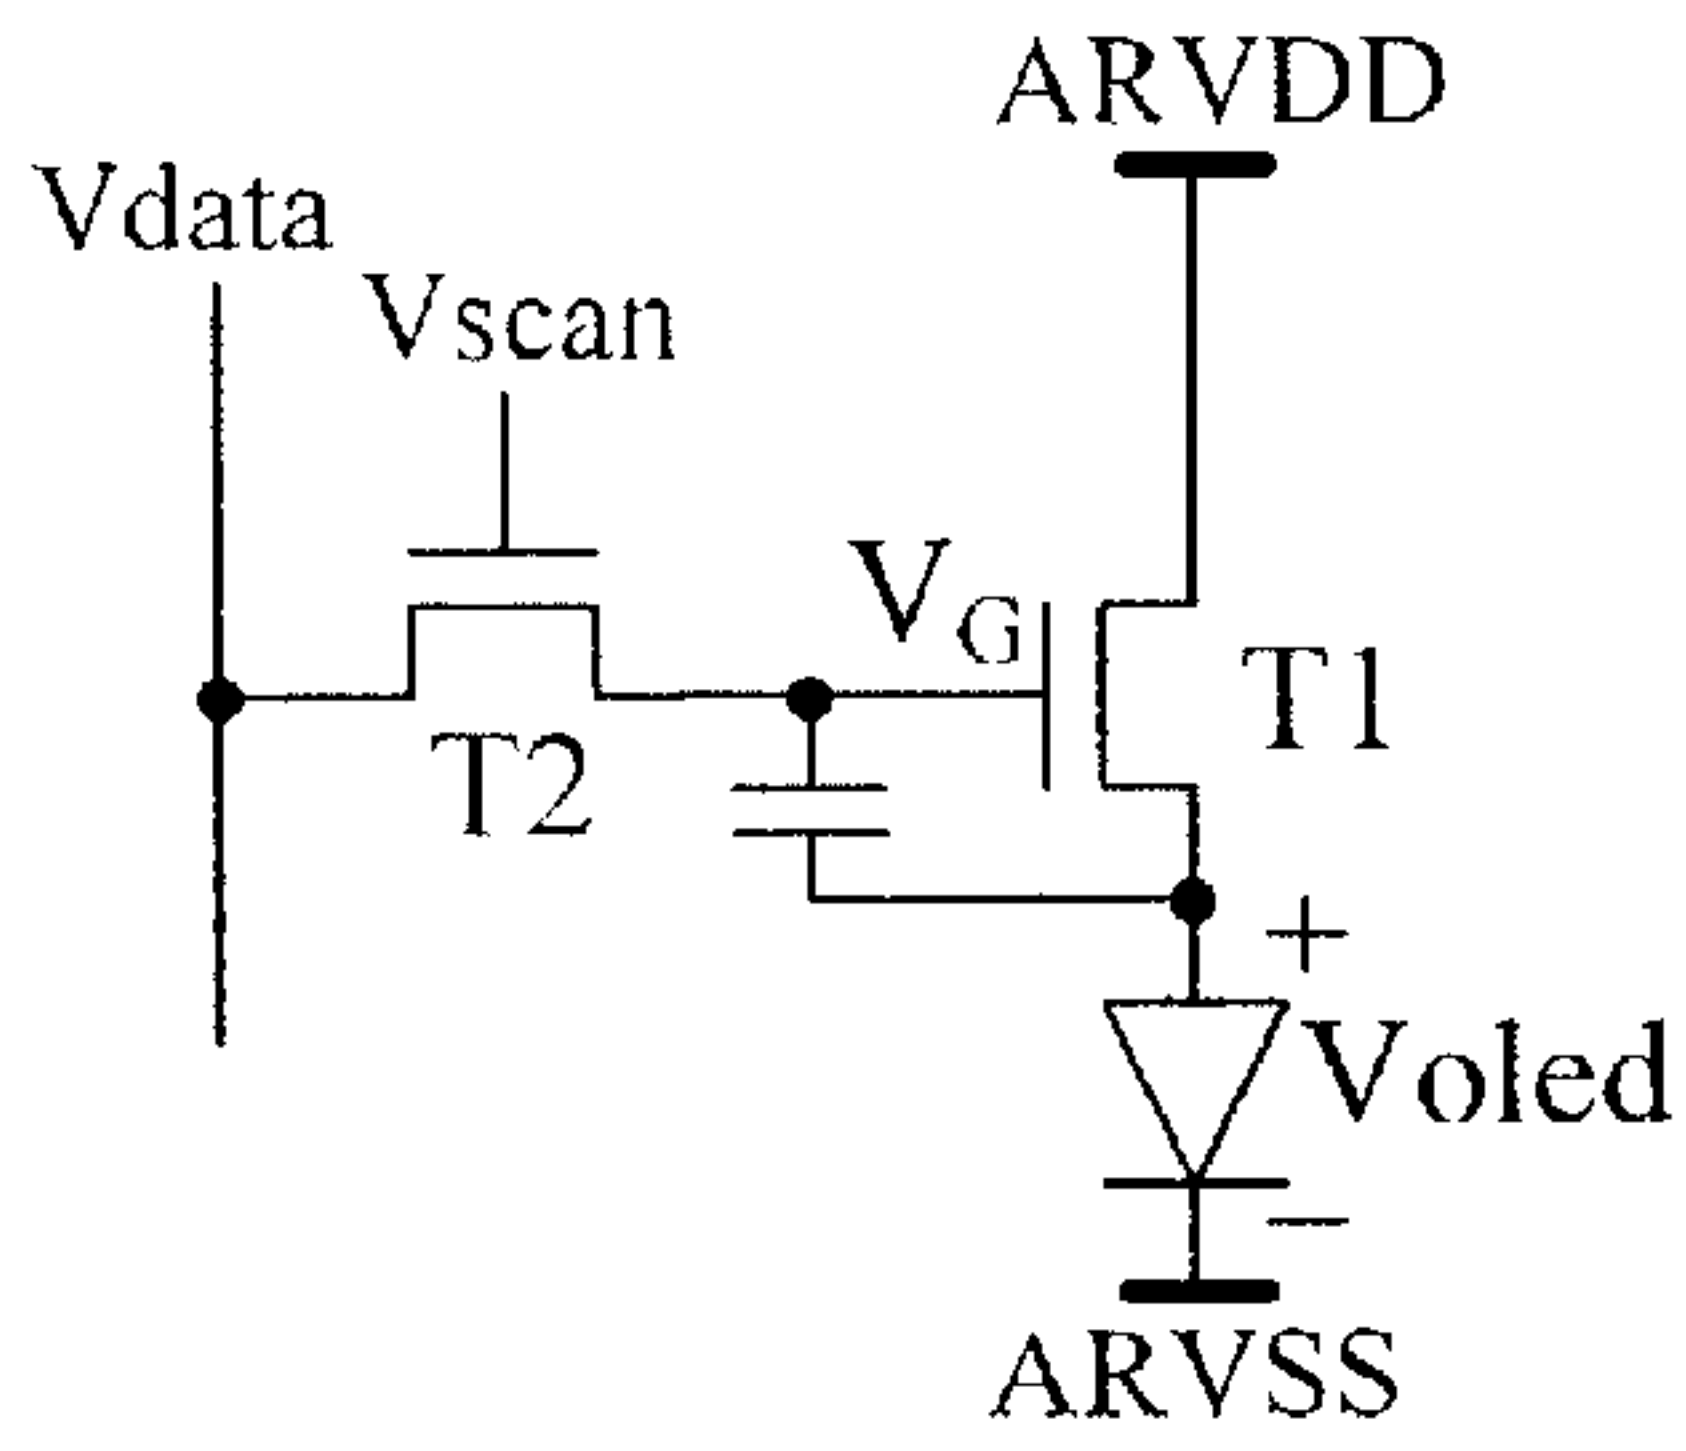 ARVDD
Vdata
Vscan
VG
T1
T2
+
Voled
−
ARVSS